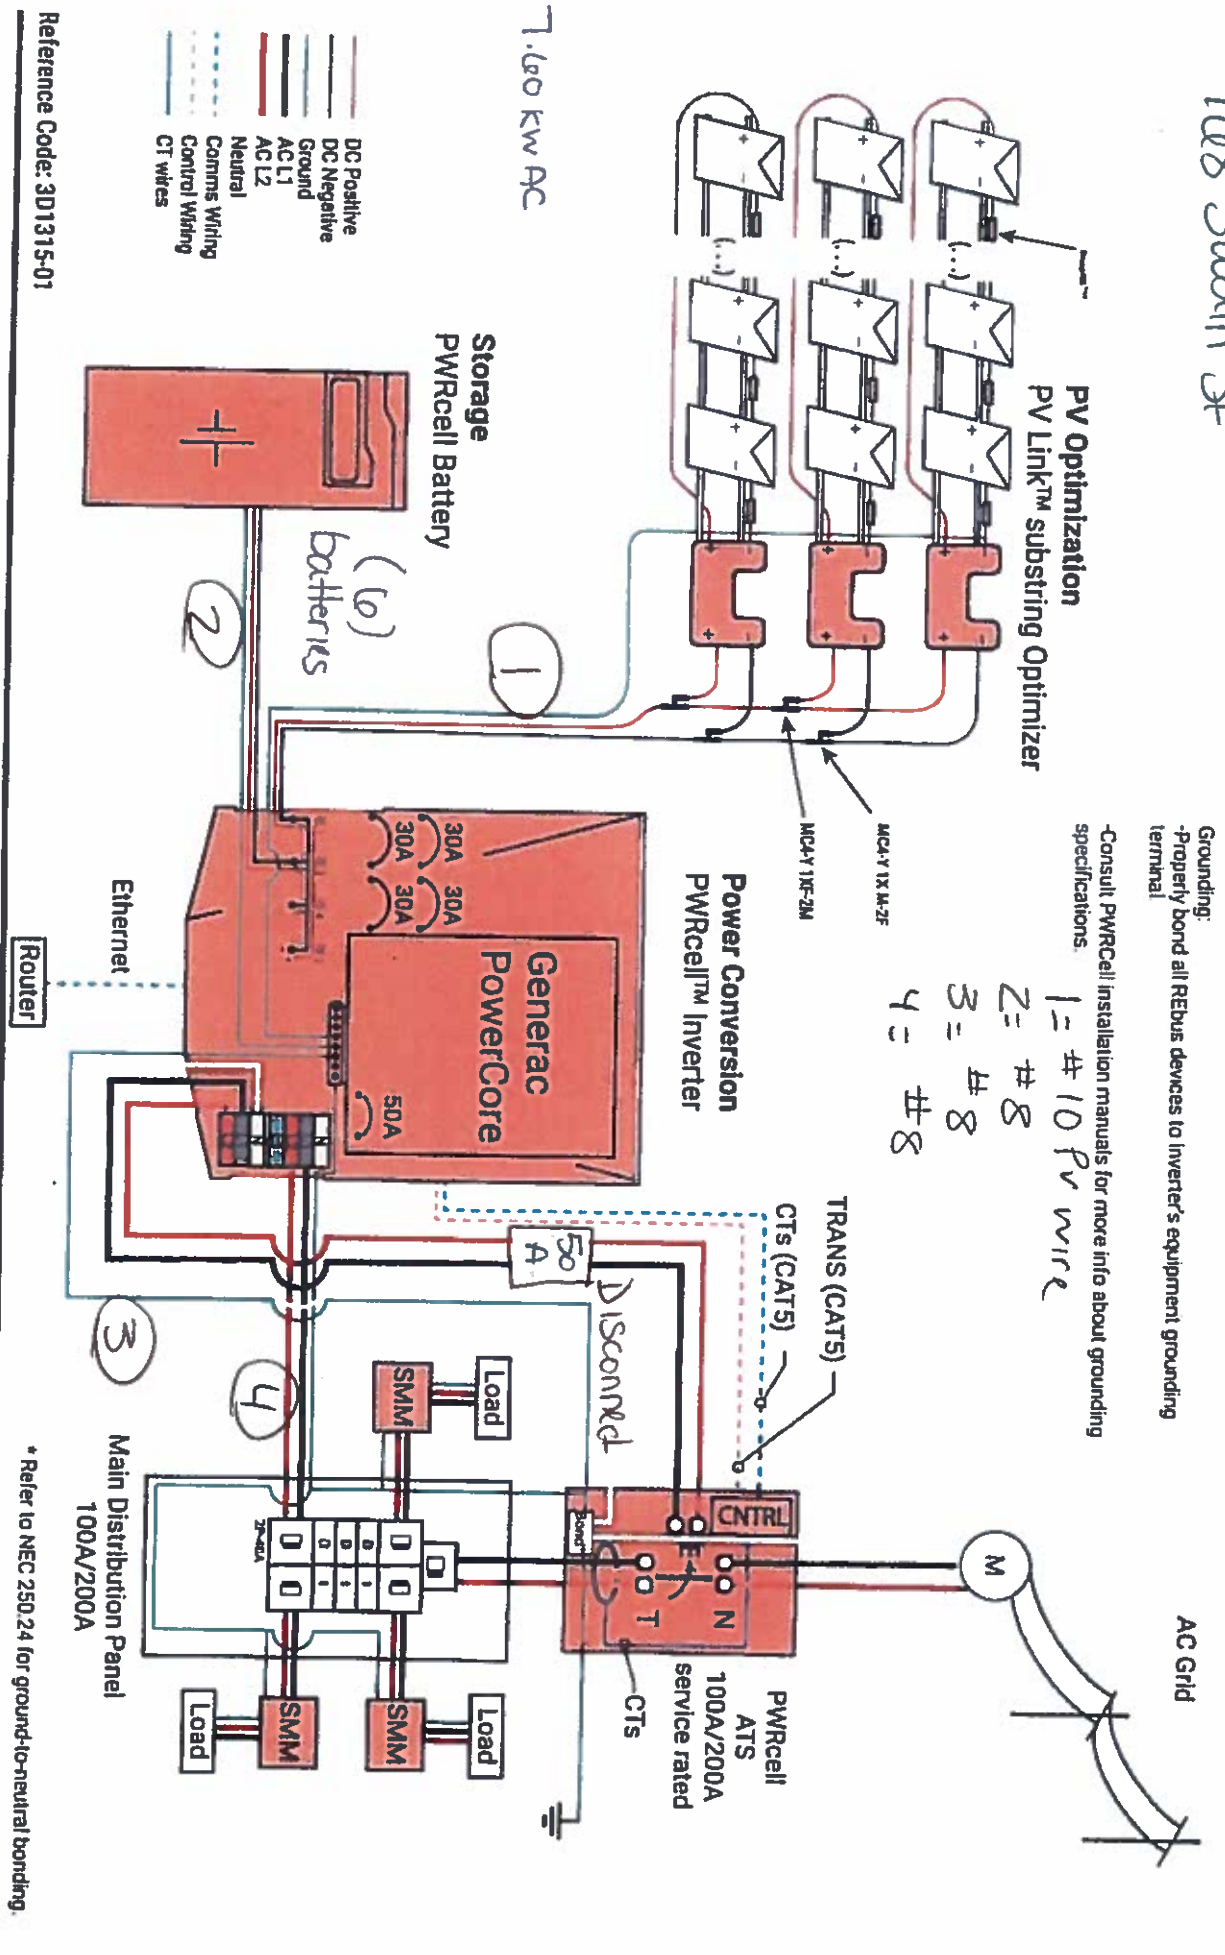 168 
St
Grounding:
-Properly bond all REbus devices to inverter's equipment grounding
terminal.
-Consult PWRCell installation manuals for more info about grounding
specifications.
1= #10 PV wire
2= #8
3= #8
4= #8
AC Grid
M
PV Optimization
PV Link™ substring Optimizer
(...)
(...)
(...)
MC4-Y 1X M-2F
MC4-Y 1XF-2M
7.60 KW AC
1
Power Conversion
PWRcell™ Inverter
Generac
PowerCore
30A
30A
30A
30A
50A
TRANS (CAT5)
CTs (CAT5)
50
A
Disconnect
CNTRL
Bond
E
N
T
CTs
PWRcell
ATS
100A/200A
service rated
Storage
PWRcell Battery
(6)
batteries
2
3
4
Ethernet
Router
SMM
Load
SMM
Load
SMM
Load
2P-40A
Main Distribution Panel
100A/200A
DC Positive
DC Negative
Ground
AC L1
AC L2
Neutral
Comms Wiring
Control Wiring
CT wires
Reference Code: 3D1315-01
* Refer to NEC 250.24 for ground-to-neutral bonding.